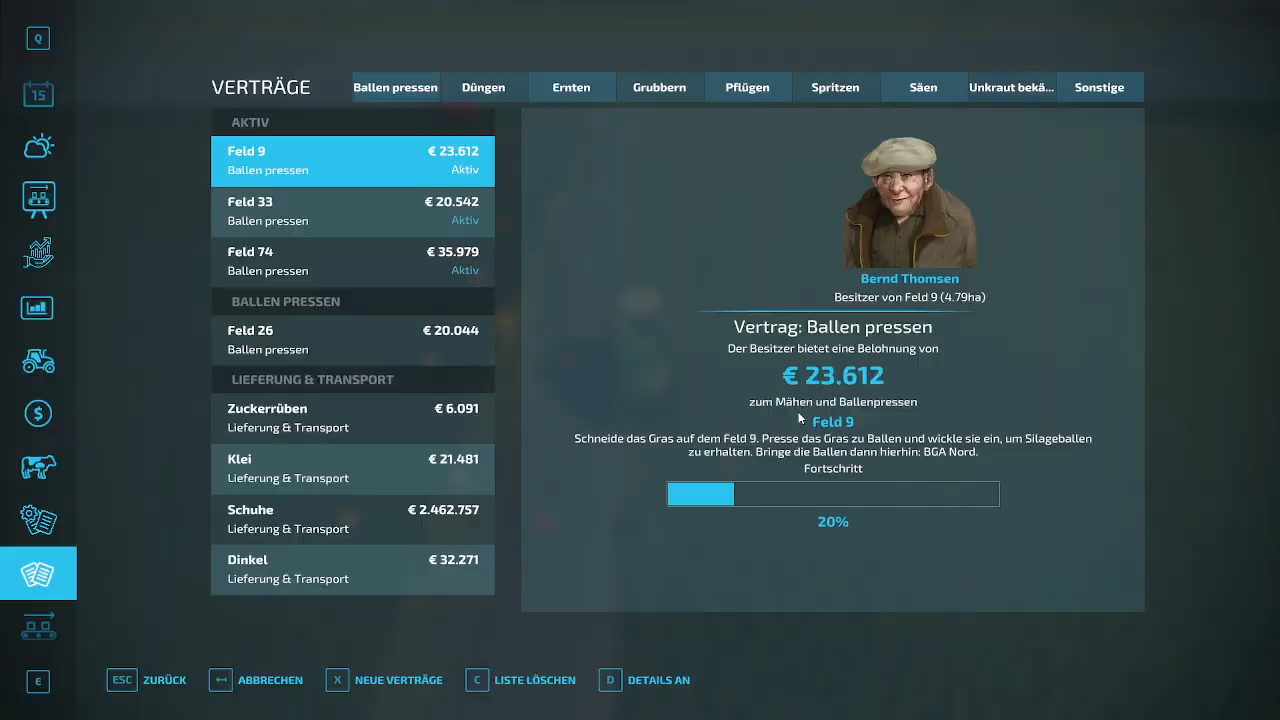 Q
15
VERTRÄGE
Ballen pressen
Düngen
Ernten
Grubbern
Pflügen
Spritzen
Säen
Unkraut bekä...
Sonstige
AKTIV
Feld 9 € 23.612
Ballen pressen Aktiv
Feld 33 € 20.542
Ballen pressen Aktiv
Feld 74 € 35.979
Ballen pressen Aktiv
BALLEN PRESSEN
Feld 26 € 20.044
Ballen pressen
LIEFERUNG & TRANSPORT
Zuckerrüben € 6.091
Lieferung & Transport
Klei € 21.481
Lieferung & Transport
Schuhe € 2.462.757
Lieferung & Transport
Dinkel € 32.271
Lieferung & Transport
Bernd Thomsen
Besitzer von Feld 9 (4.79ha)
Vertrag: Ballen pressen
Der Besitzer bietet eine Belohnung von
€ 23.612
zum Mähen und Ballenpressen
Feld 9
Schneide das Gras auf dem Feld 9. Presse das Gras zu Ballen und wickle sie ein, um Silageballen
zu erhalten. Bringe die Ballen dann hierhin: BGA Nord.
Fortschritt
20%
E
ESC ZURÜCK
ABBRECHEN
X NEUE VERTRÄGE
C LISTE LÖSCHEN
D DETAILS AN